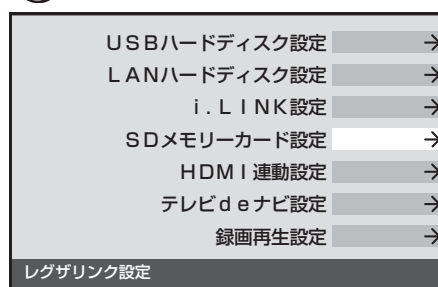 USBハードディスク設定 →
LANハードディスク設定 →
i.LINK設定 →
SDメモリーカード設定 →
HDMI連動設定 →
テレビdeナビ設定 →
録画再生設定 →
レグザリンク設定